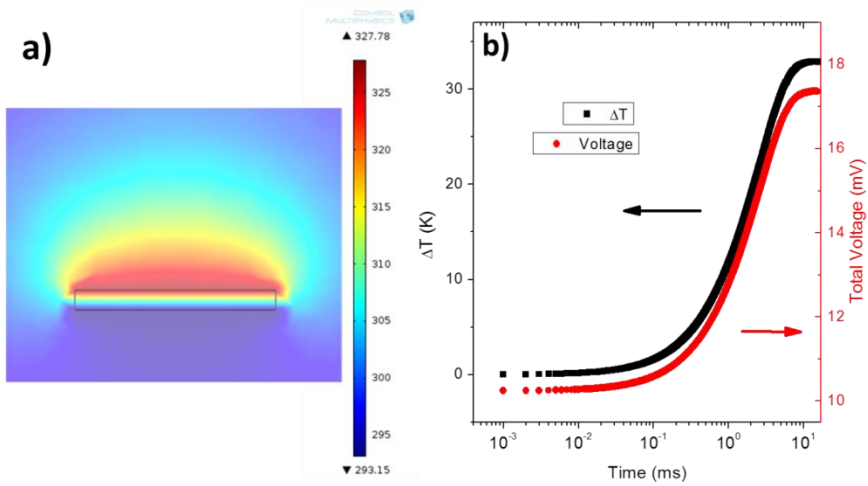 a)
COMSOL
MULTIPHYSICS
▲ 327.78
325
320
315
310
305
300
295
▼ 293.15
b)
ΔT
Voltage
ΔT (K)
30
20
10
0
Total Voltage (mV)
18
16
14
12
10
10⁻³ 10⁻² 10⁻¹ 10⁰ 10¹
Time (ms)